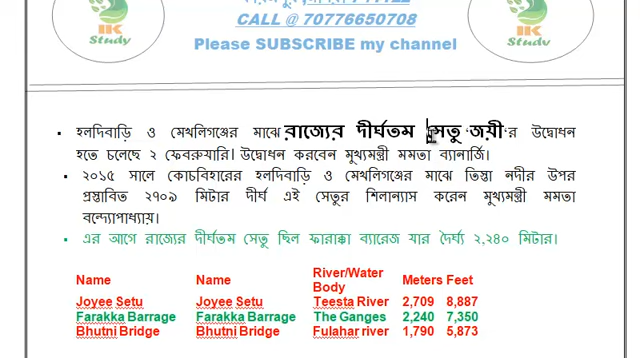 CALL @ 70776650708
Please SUBSCRIBE my channel
IIK
Study
IIK
Study
হলদিবাড়ি ও মেখলিগঞ্জের মাঝে রাজ্যের দীর্ঘতম সেতু 'জয়ী'র উদ্বোধন
হতে চলেছে ২ ফেব্রুয়ারি। উদ্বোধন করবেন মুখ্যমন্ত্রী মমতা ব্যানার্জি।
২০১৫ সালে কোচবিহারের হলদিবাড়ি ও মেখলিগঞ্জের মাঝে তিস্তা নদীর উপর
প্রস্তাবিত ২৭০৯ মিটার দীর্ঘ এই সেতুর শিলান্যাস করেন মুখ্যমন্ত্রী মমতা
বন্দ্যোপাধ্যায়।
এর আগে রাজ্যের দীর্ঘতম সেতু ছিল ফারাক্কা ব্যারেজ যার দৈর্ঘ্য ২,২৪০ মিটার।
Name Name River/Water Body Meters Feet
Joyee Setu Joyee Setu Teesta River 2,709 8,887
Farakka Barrage Farakka Barrage The Ganges 2,240 7,350
Bhutni Bridge Bhutni Bridge Fulahar river 1,790 5,873